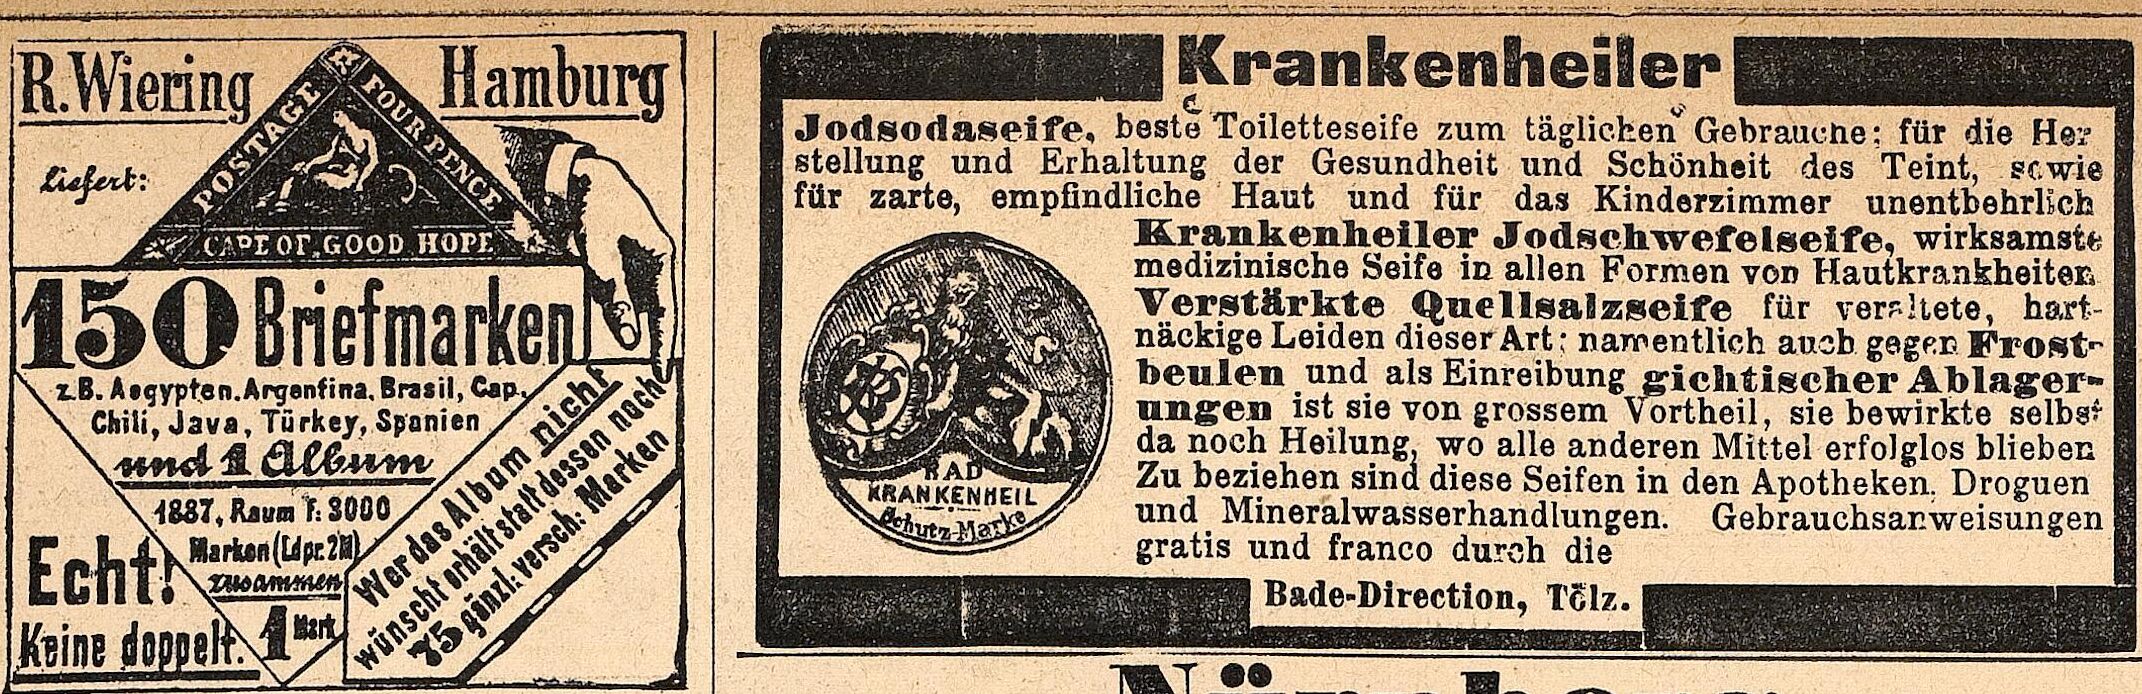 R. Wiering Hamburg
liefert:
POSTAGE FOUR PENCE
CAPE OF GOOD HOPE
150 Briefmarken
z.B. Aegypten. Argentina. Brasil, Cap.
Chili, Java, Türkey, Spanien
und 1 Album
1887, Raum f: 3000
Marken (Ldpr. 2M)
zusammen
1 Mark
Echt!
Keine doppelt.
Wer das Album nicht
wünscht erhält statt dessen noch
75 gänzl: versch: Marken
Krankenheiler
Jodsodaseife, beste Toiletteseife zum täglichen Gebrauche; für die Her
stellung und Erhaltung der Gesundheit und Schönheit des Teint, sowie
für zarte, empfindliche Haut und für das Kinderzimmer unentbehrlich
Krankenheiler Jodschwefelseife, wirksamste
medizinische Seife in allen Formen von Hautkrankheiten
Verstärkte Quellsalzseife für veraltete, hart-
näckige Leiden dieser Art; namentlich auch gegen Frost-
beulen und als Einreibung gichtischer Ablager-
ungen ist sie von grossem Vortheil, sie bewirkte selbst
da noch Heilung, wo alle anderen Mittel erfolglos blieben
Zu beziehen sind diese Seifen in den Apotheken, Droguen
und Mineralwasserhandlungen. Gebrauchsanweisungen
gratis und franco durch die
Bade-Direction, Tölz.
BAD
KRANKENHEIL
Schutz-Marke